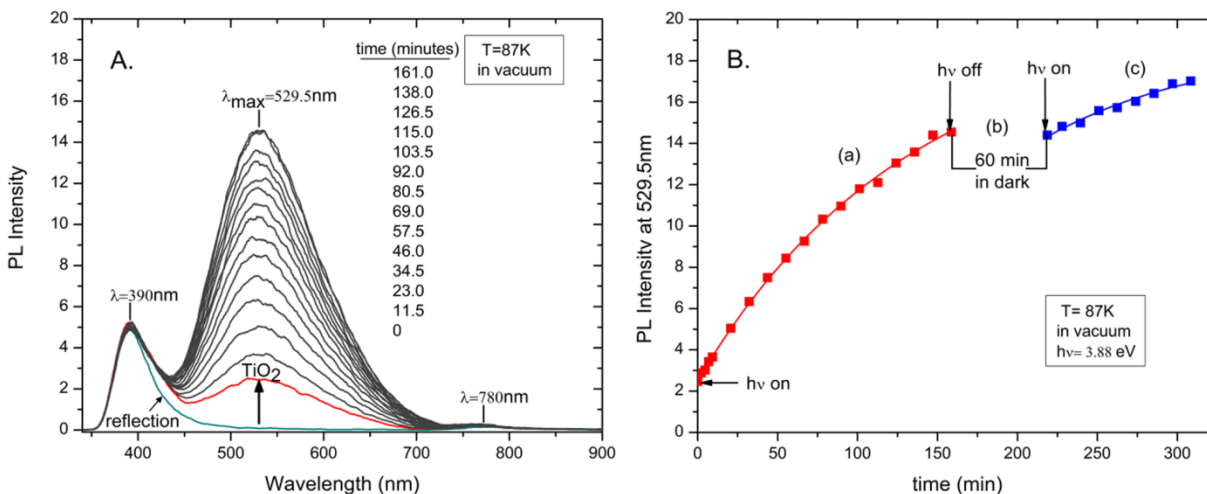 A.
time (minutes)
161.0
138.0
126.5
115.0
103.5
92.0
80.5
69.0
57.5
46.0
34.5
23.0
11.5
0
T=87K
in vacuum
λmax=529.5nm
λ=390nm
TiO2
reflection
λ=780nm
PL Intensity
20
18
16
14
12
10
8
6
4
2
0
400 500 600 700 800 900
Wavelength (nm)
B.
hν off
hν on
(c)
(b)
(a)
60 min
in dark
T= 87K
in vacuum
hν= 3.88 eV
hν on
PL Intensity at 529.5nm
20
18
16
14
12
10
8
6
4
2
0
0 50 100 150 200 250 300
time (min)